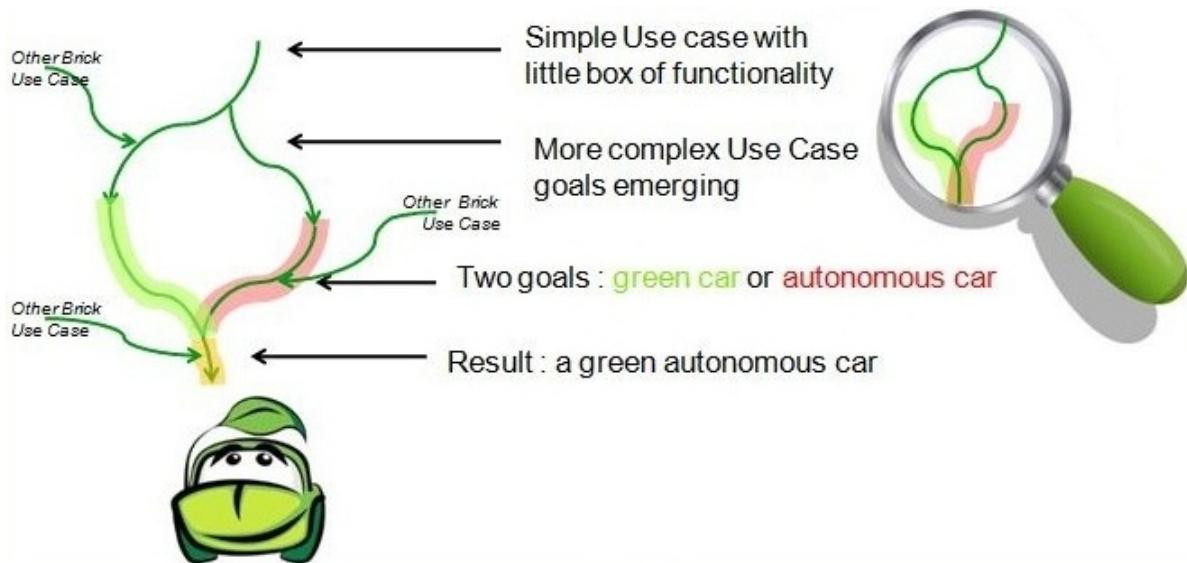 Simple Use case with
little box of functionality
Other Brick
Use Case
More complex Use Case
goals emerging
Other Brick
Use Case
Two goals : green car or autonomous car
Other Brick
Use Case
Result : a green autonomous car